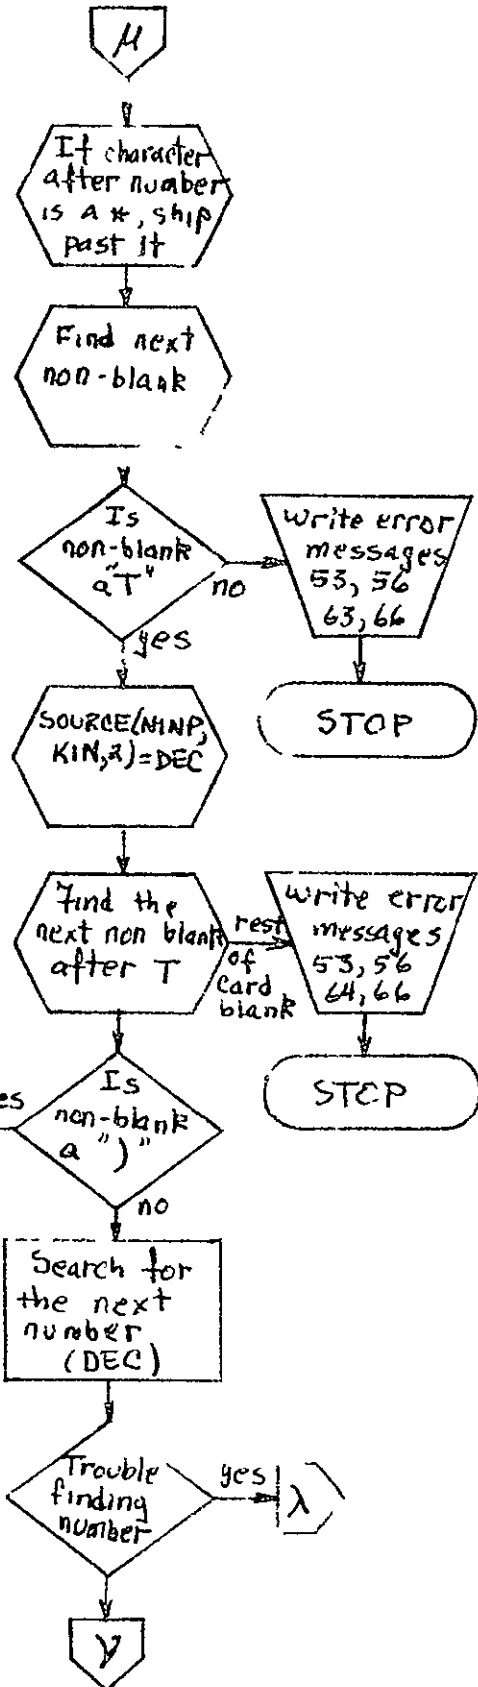 μ
If character
after number
is a *, skip
past it
Find next
non-blank
Is
non-blank
a "T"
no
yes
Write error
messages
53, 56
63, 66
STOP
SOURCE(NINP,
KIN,2)=DEC
Find the
next non blank
after T
rest
of
card
blank
Write error
messages
53, 56
64, 66
STOP
Is
non-blank
a ")"
no
Search for
the next
number
(DEC)
Trouble
finding
number
yes
λ